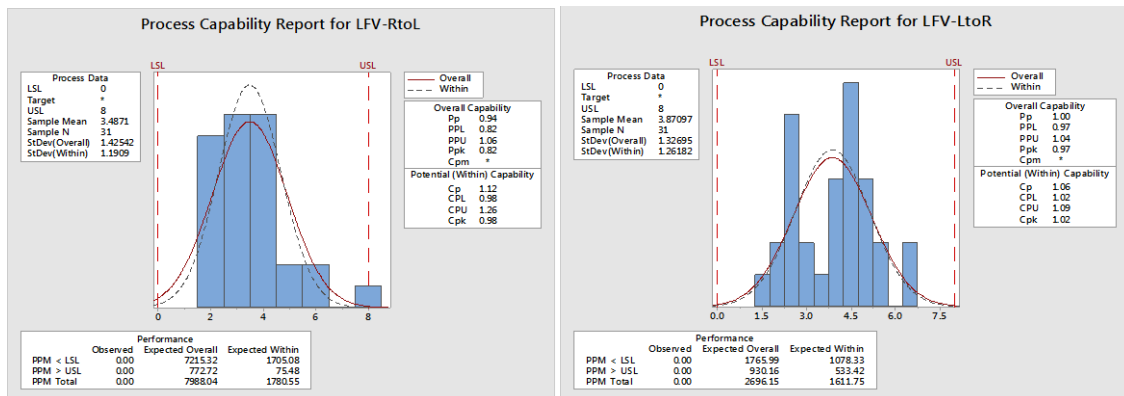 Process Capability Report for LFV-RtoL
LSL USL
Process Data
LSL 0
Target *
USL 8
Sample Mean 3.4871
Sample N 31
StDev(Overall) 1.42542
StDev(Within) 1.1909
Overall
Within
Overall Capability
Pp 0.94
PPL 0.82
PPU 1.06
Ppk 0.82
Cpm *
Potential (Within) Capability
Cp 1.12
CPL 0.98
CPU 1.26
Cpk 0.98
0 2 4 6 8
Performance
Observed Expected Overall Expected Within
PPM < LSL 0.00 7215.32 1705.08
PPM > USL 0.00 772.72 75.48
PPM Total 0.00 7988.04 1780.55
Process Capability Report for LFV-LtoR
LSL USL
Process Data
LSL 0
Target *
USL 8
Sample Mean 3.87097
Sample N 31
StDev(Overall) 1.32695
StDev(Within) 1.26182
Overall
Within
Overall Capability
Pp 1.00
PPL 0.97
PPU 1.04
Ppk 0.97
Cpm *
Potential (Within) Capability
Cp 1.06
CPL 1.02
CPU 1.09
Cpk 1.02
0.0 1.5 3.0 4.5 6.0 7.5
Performance
Observed Expected Overall Expected Within
PPM < LSL 0.00 1765.99 1078.33
PPM > USL 0.00 930.16 533.42
PPM Total 0.00 2696.15 1611.75